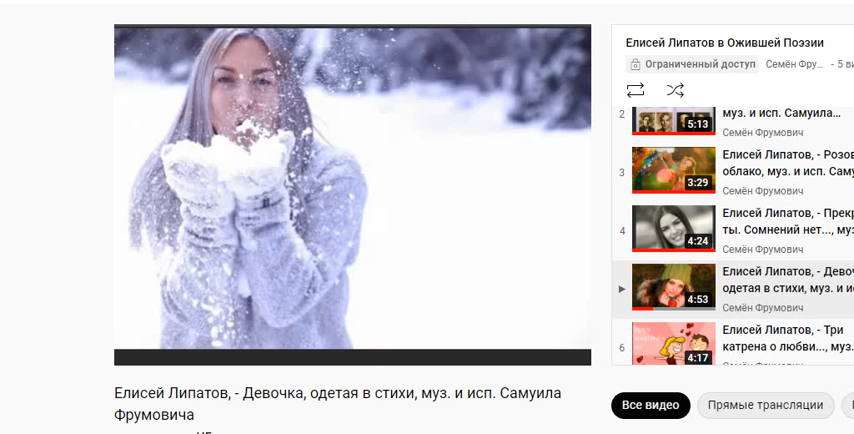 Елисей Липатов в Ожившей Поэзии
Ограниченный доступ Семён Фру... - 5 ви
2
муз. и исп. Самуила...
5:13
Семён Фрумович
3
Елисей Липатов, - Розов
облако, муз. и исп. Саму
3:29
Семён Фрумович
4
Елисей Липатов, - Прекр
ты. Сомнений нет..., муз
4:24
Семён Фрумович
Елисей Липатов, - Девоч
одетая в стихи, муз. и ис
4:53
Семён Фрумович
6
Елисей Липатов, - Три
катрена о любви..., муз.
4:17
Елисей Липатов, - Девочка, одетая в стихи, муз. и исп. Самуила
Фрумовича
Все видео Прямые трансляции